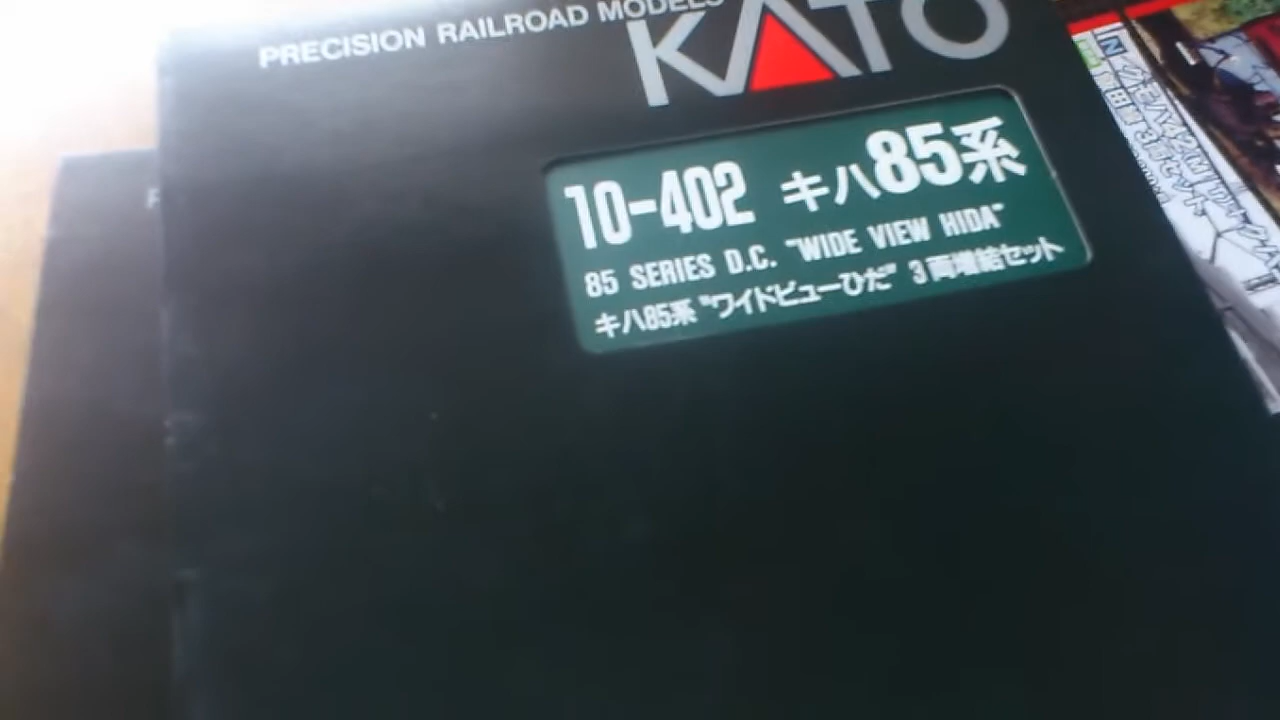 PRECISION RAILROAD MODELS
KATO
10-402 キハ85系
85 SERIES D.C. "WIDE VIEW HIDA"
キハ85系 "ワイドビューひだ" 3両増結セット
N